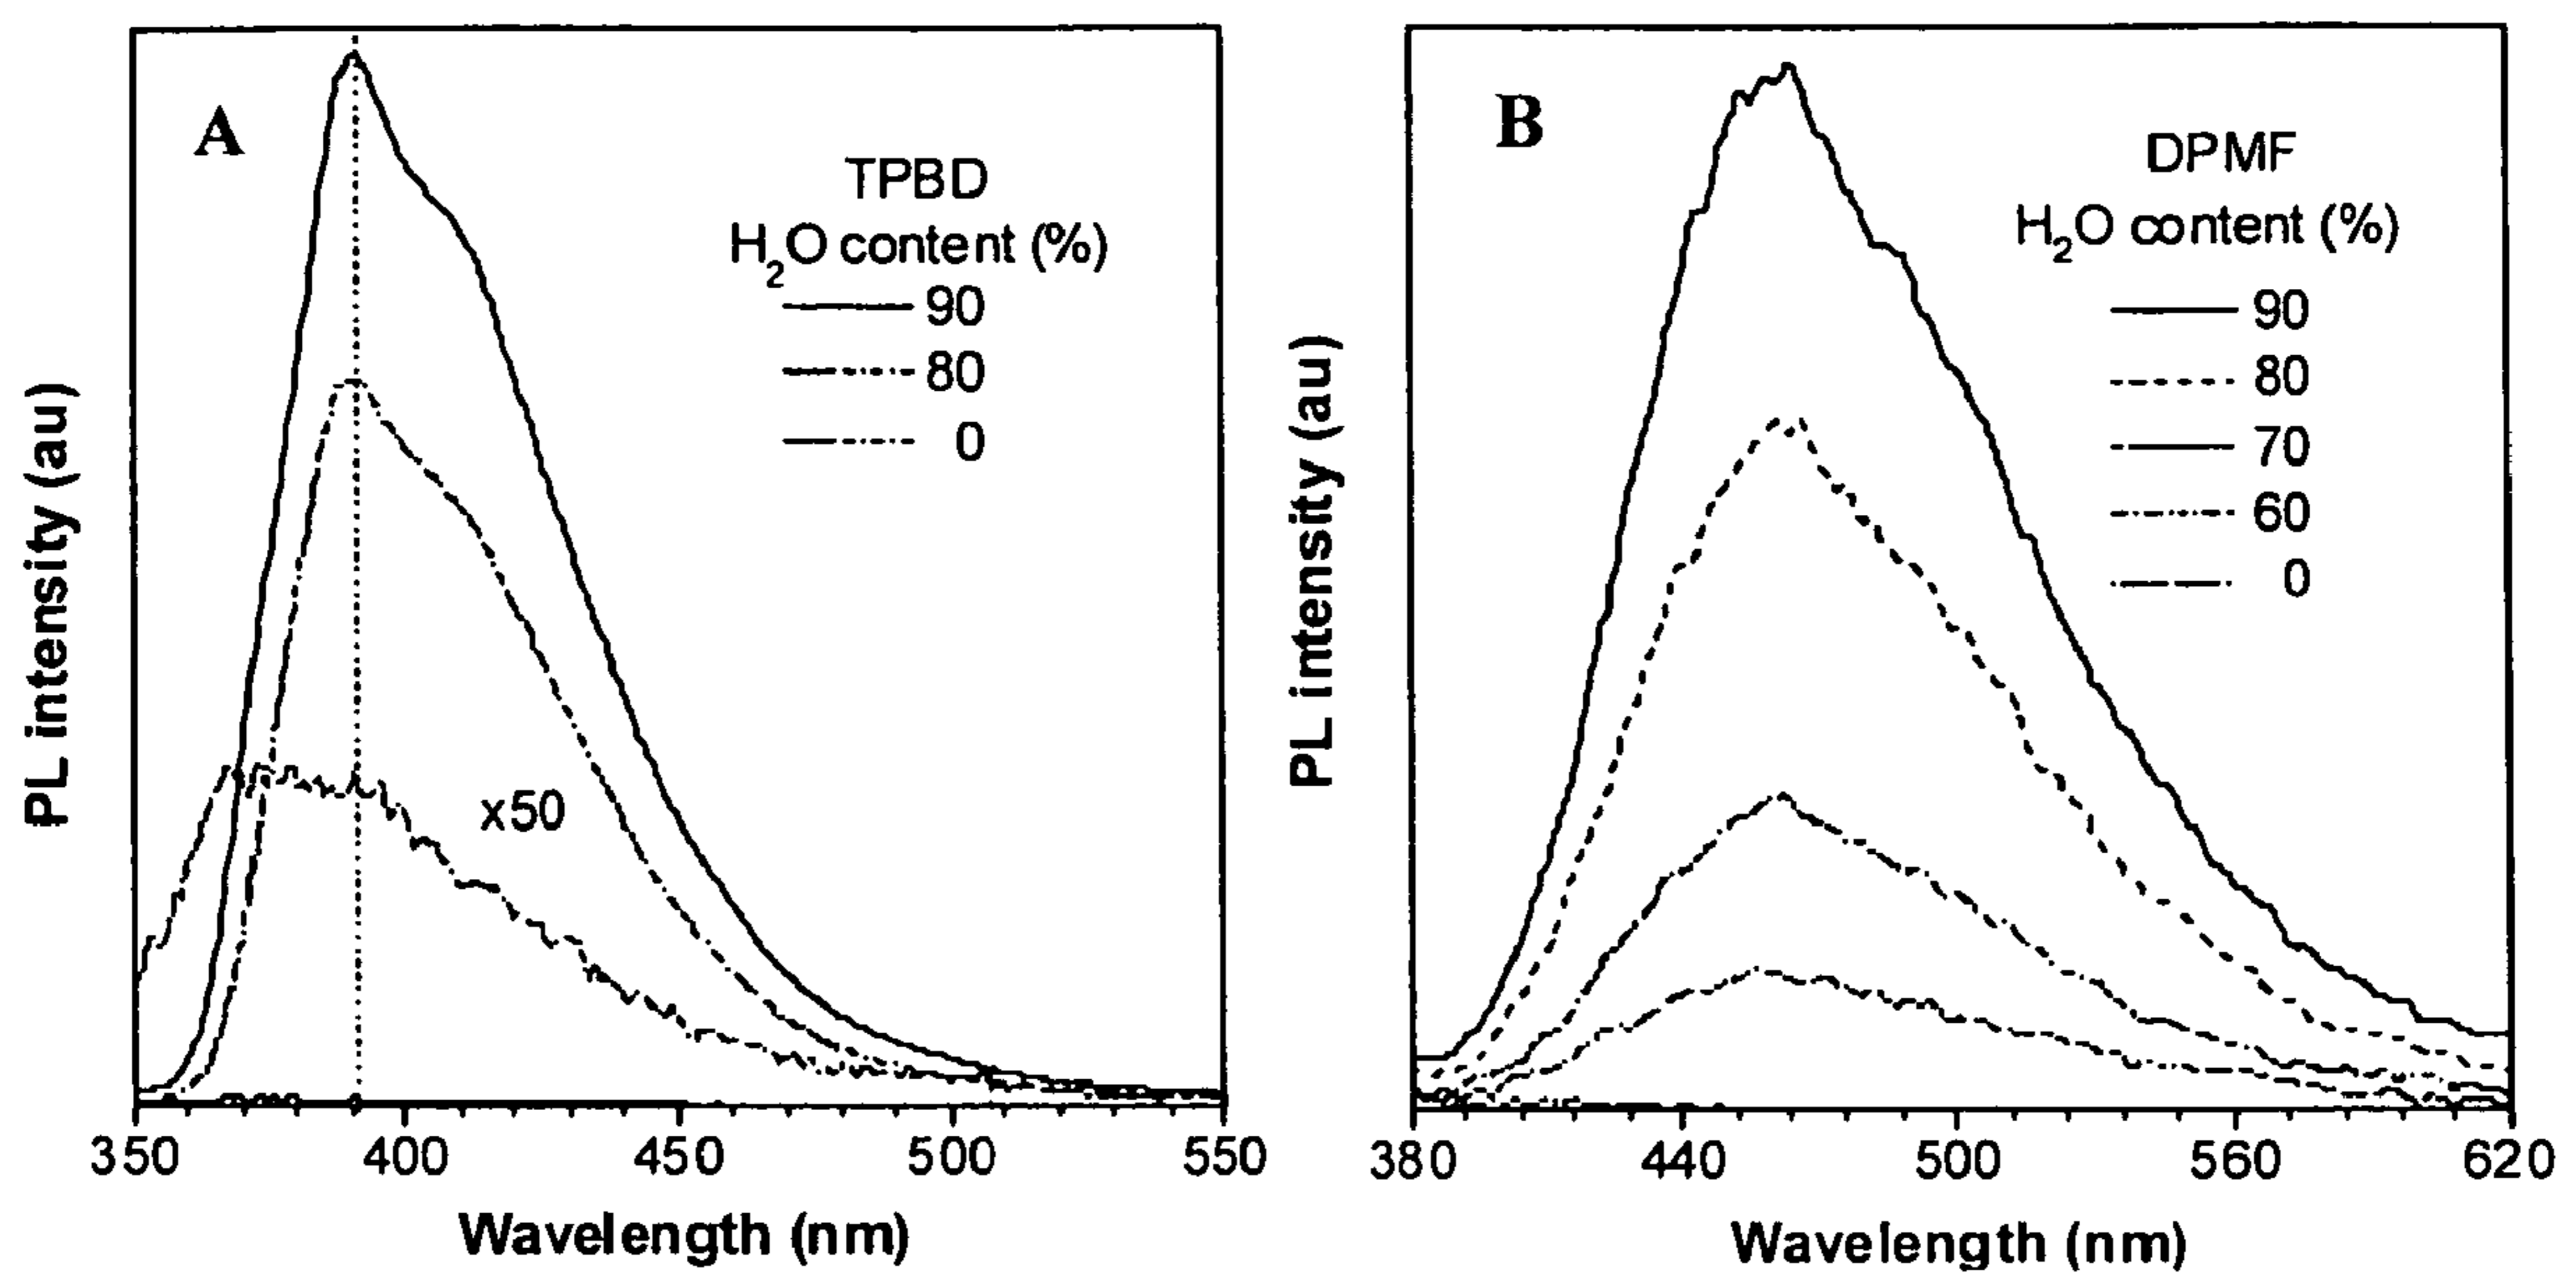 A
TPBD
H₂O content (%)
90
80
0
x50
PL intensity (au)
350 400 450 500 550
Wavelength (nm)
B
DPMF
H₂O content (%)
90
80
70
60
0
PL intensity (au)
380 440 500 560 620
Wavelength (nm)